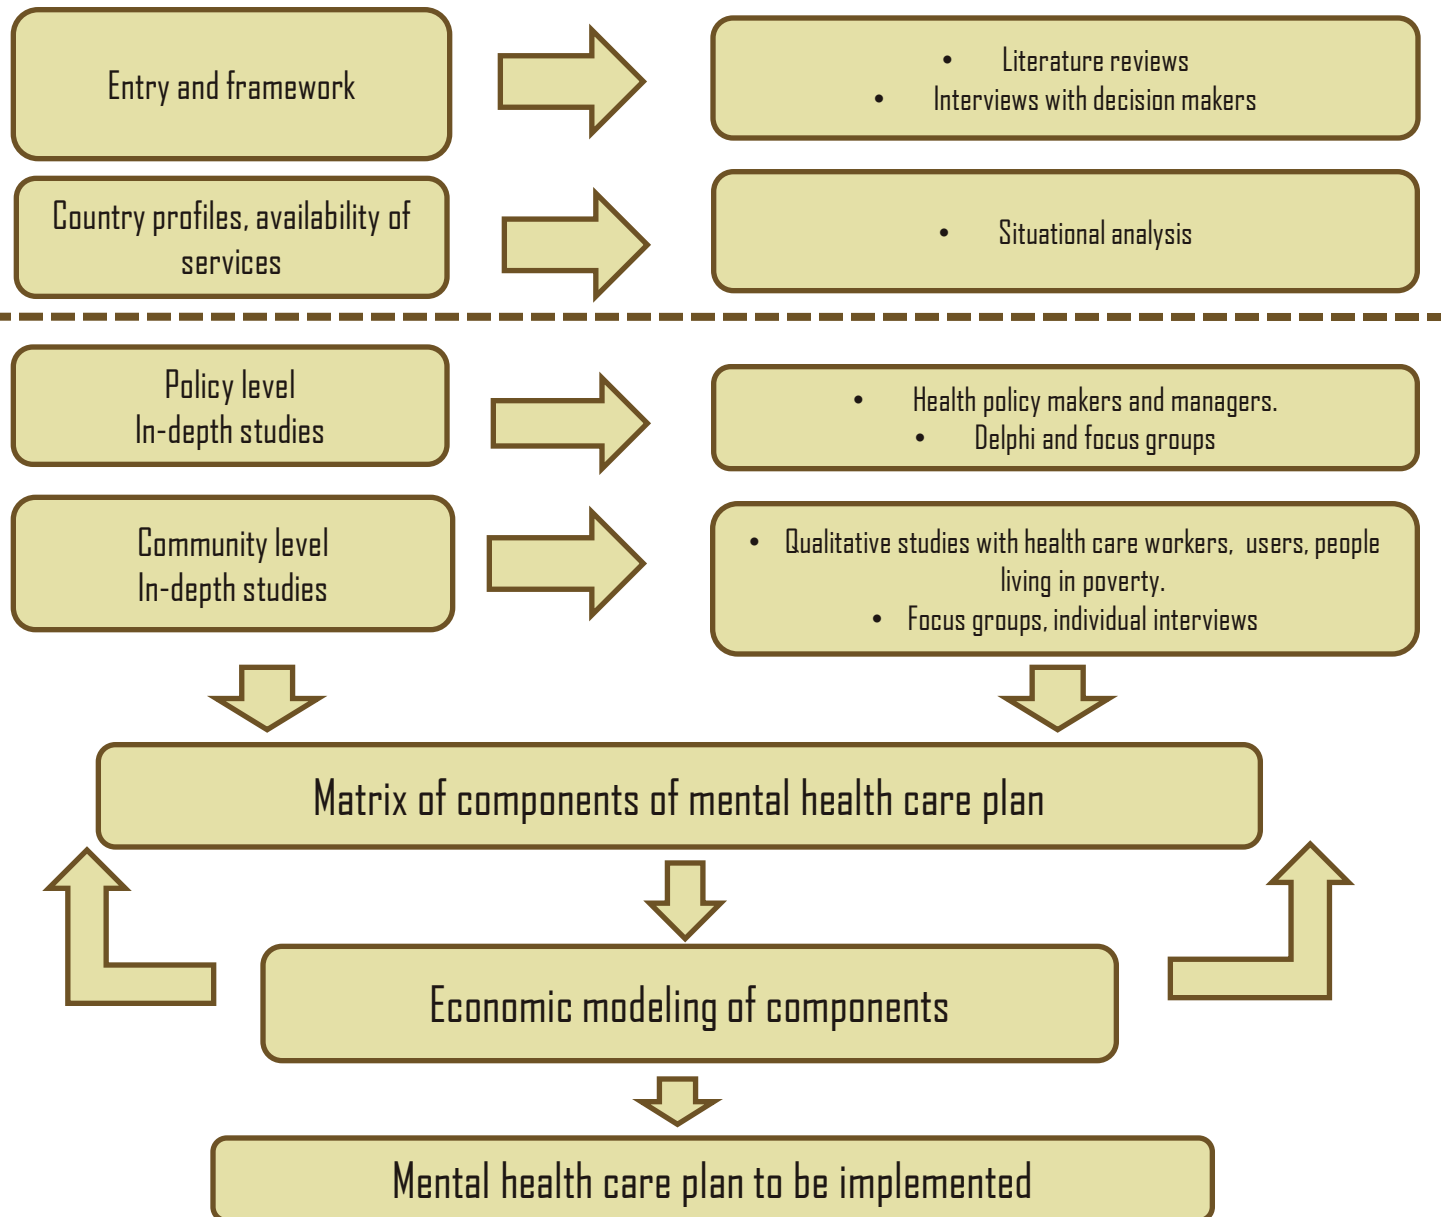 Entry and framework
• Literature reviews
• Interviews with decision makers
Country profiles, availability of
services
• Situational analysis
Policy level
In-depth studies
• Health policy makers and managers.
• Delphi and focus groups
Community level
In-depth studies
• Qualitative studies with health care workers, users, people
living in poverty.
• Focus groups, individual interviews
Matrix of components of mental health care plan
Economic modeling of components
Mental health care plan to be implemented